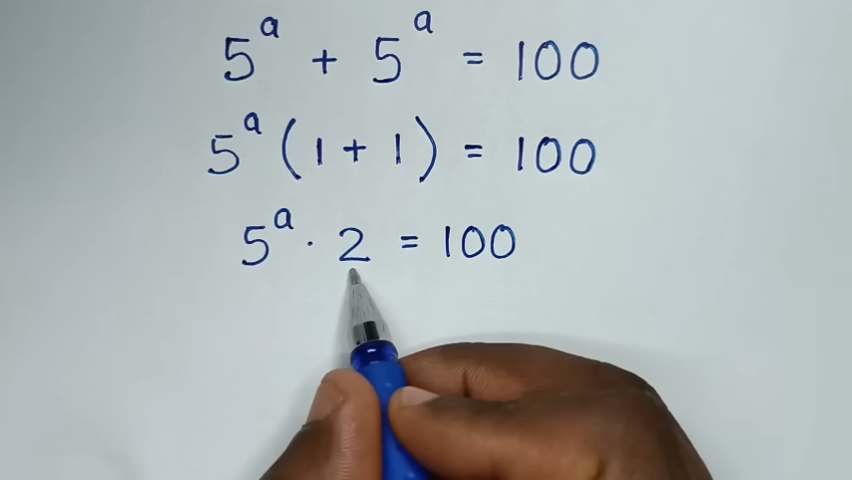 5^a + 5^a = 100
5^a (1 + 1) = 100
5^a · 2 = 100